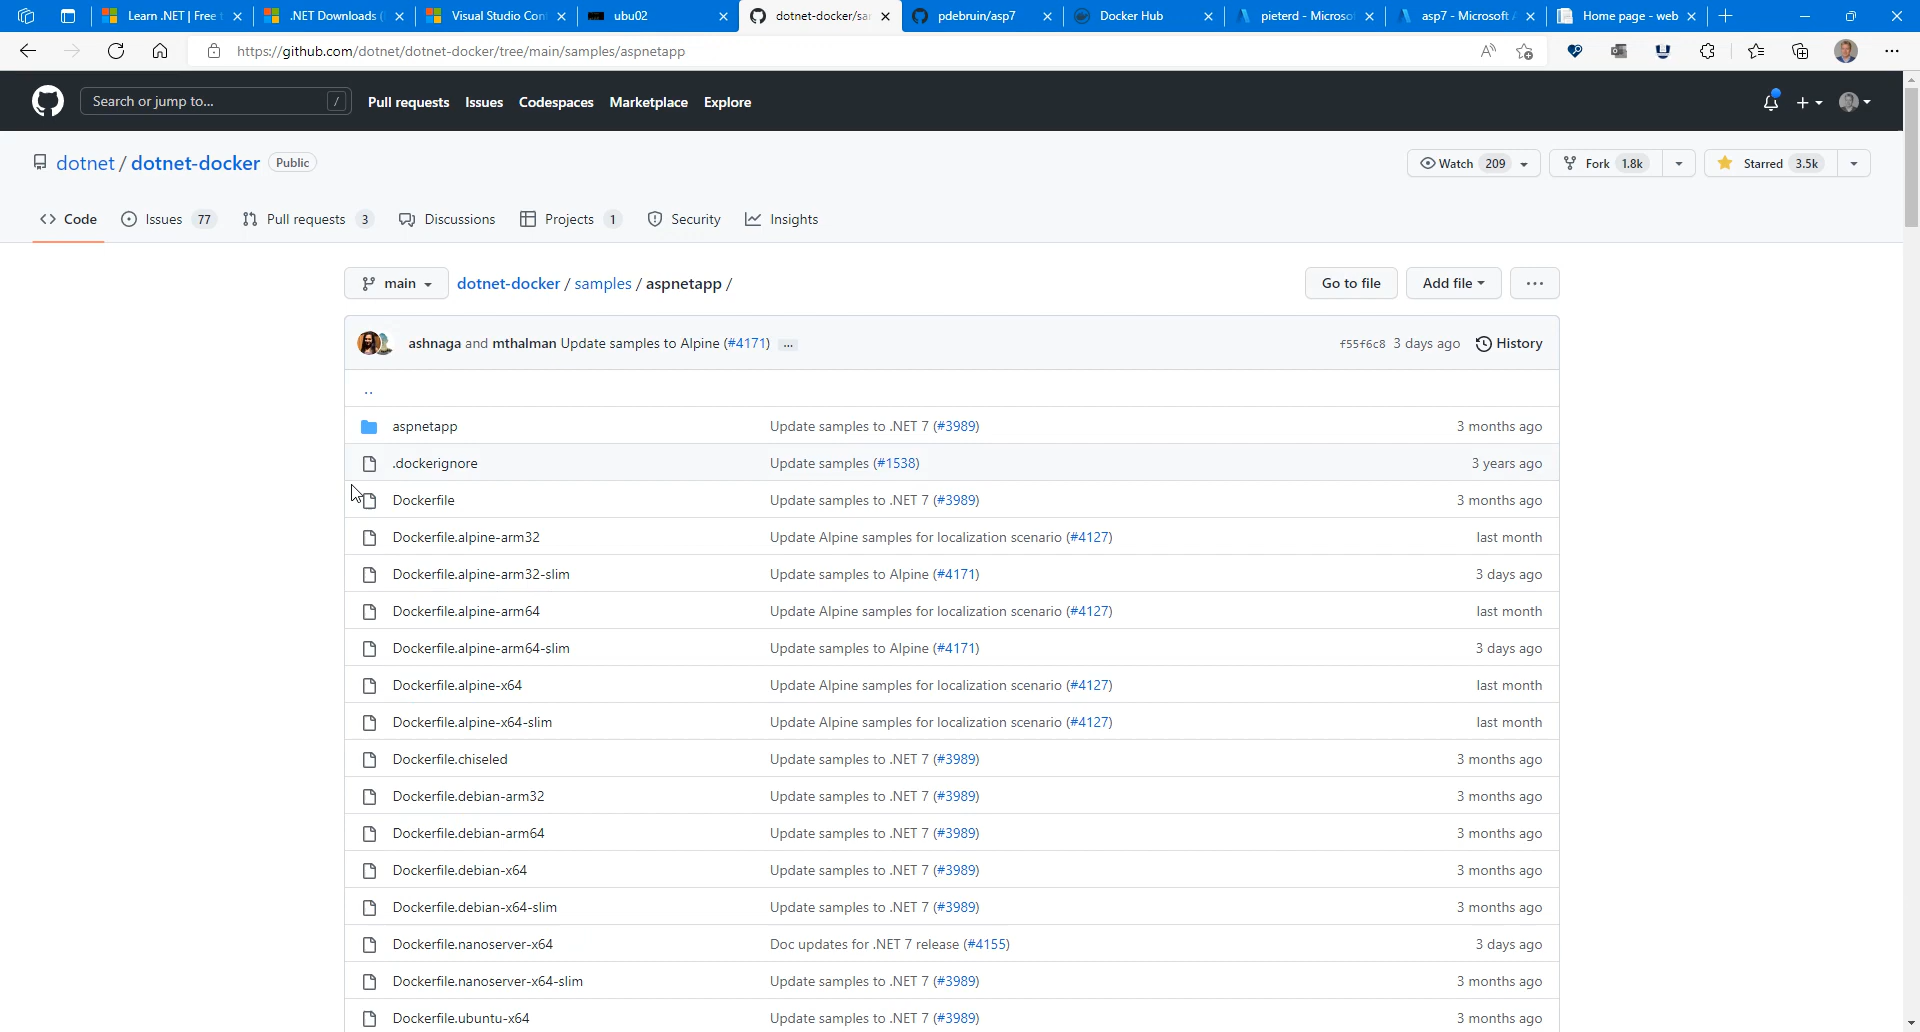 Learn .NET | Free
.NET Downloads (
Visual Studio Con
ubu02
dotnet-docker/sa
pdebruin/asp7
Docker Hub
pieterd - Microso
asp7 - Microsoft
Home page - web
https://github.com/dotnet/dotnet-docker/tree/main/samples/aspnetapp
Search or jump to... /
Pull requests Issues Codespaces Marketplace Explore
dotnet / dotnet-docker Public
Watch 209 Fork 1.8k Starred 3.5k
Code Issues 77 Pull requests 3 Discussions Projects 1 Security Insights
main dotnet-docker / samples / aspnetapp / Go to file Add file ...
ashnaga and mthalman Update samples to Alpine (#4171) ... f55f6c8 3 days ago History
..
aspnetapp Update samples to .NET 7 (#3989) 3 months ago
.dockerignore Update samples (#1538) 3 years ago
Dockerfile Update samples to .NET 7 (#3989) 3 months ago
Dockerfile.alpine-arm32 Update Alpine samples for localization scenario (#4127) last month
Dockerfile.alpine-arm32-slim Update samples to Alpine (#4171) 3 days ago
Dockerfile.alpine-arm64 Update Alpine samples for localization scenario (#4127) last month
Dockerfile.alpine-arm64-slim Update samples to Alpine (#4171) 3 days ago
Dockerfile.alpine-x64 Update Alpine samples for localization scenario (#4127) last month
Dockerfile.alpine-x64-slim Update Alpine samples for localization scenario (#4127) last month
Dockerfile.chiseled Update samples to .NET 7 (#3989) 3 months ago
Dockerfile.debian-arm32 Update samples to .NET 7 (#3989) 3 months ago
Dockerfile.debian-arm64 Update samples to .NET 7 (#3989) 3 months ago
Dockerfile.debian-x64 Update samples to .NET 7 (#3989) 3 months ago
Dockerfile.debian-x64-slim Update samples to .NET 7 (#3989) 3 months ago
Dockerfile.nanoserver-x64 Doc updates for .NET 7 release (#4155) 3 days ago
Dockerfile.nanoserver-x64-slim Update samples to .NET 7 (#3989) 3 months ago
Dockerfile.ubuntu-x64 Update samples to .NET 7 (#3989) 3 months ago